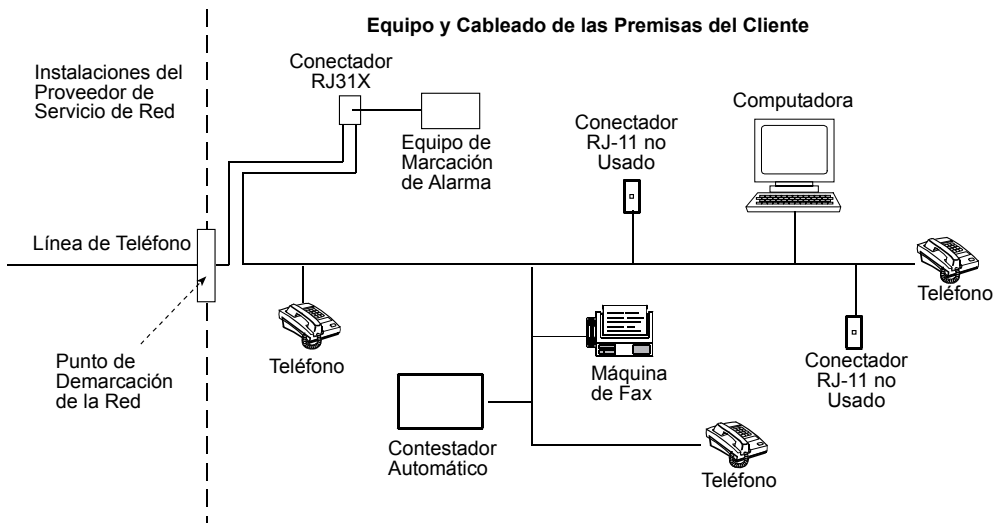 Equipo y Cableado de las Premisas del Cliente
Instalaciones del
Proveedor de
Servicio de Red
Conectador
RJ31X
Equipo de
Marcación
de Alarma
Conectador
RJ-11 no
Usado
Computadora
Línea de Teléfono
Teléfono
Punto de
Demarcación
de la Red
Teléfono
Máquina
de Fax
Conectador
RJ-11 no
Usado
Contestador
Automático
Teléfono